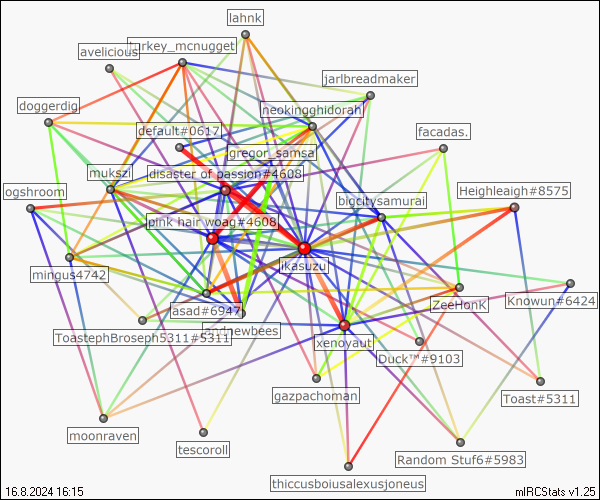 lahnk
turkey_mcnugget
avelicious
jarlbreadmaker
doggerdig
neokingghidorah
default#0617
facadas.
gregor_samsa
mukszi
disaster of passion#4608
ogshroom
Heighleaigh#8575
bigcitysamurai
pink hair woag#4608
ikasuzu
mingus4742
asad#6947
ZeeHonK
Knowun#6424
andnewbees
ToastephBroseph5311#5311
xenoyaut
Duck™#9103
gazpachoman
Toast#5311
moonraven
tescoroll
Random Stuf6#5983
thiccusboiusalexusjoneus
16.8.2024 16:15
mIRCStats v1.25